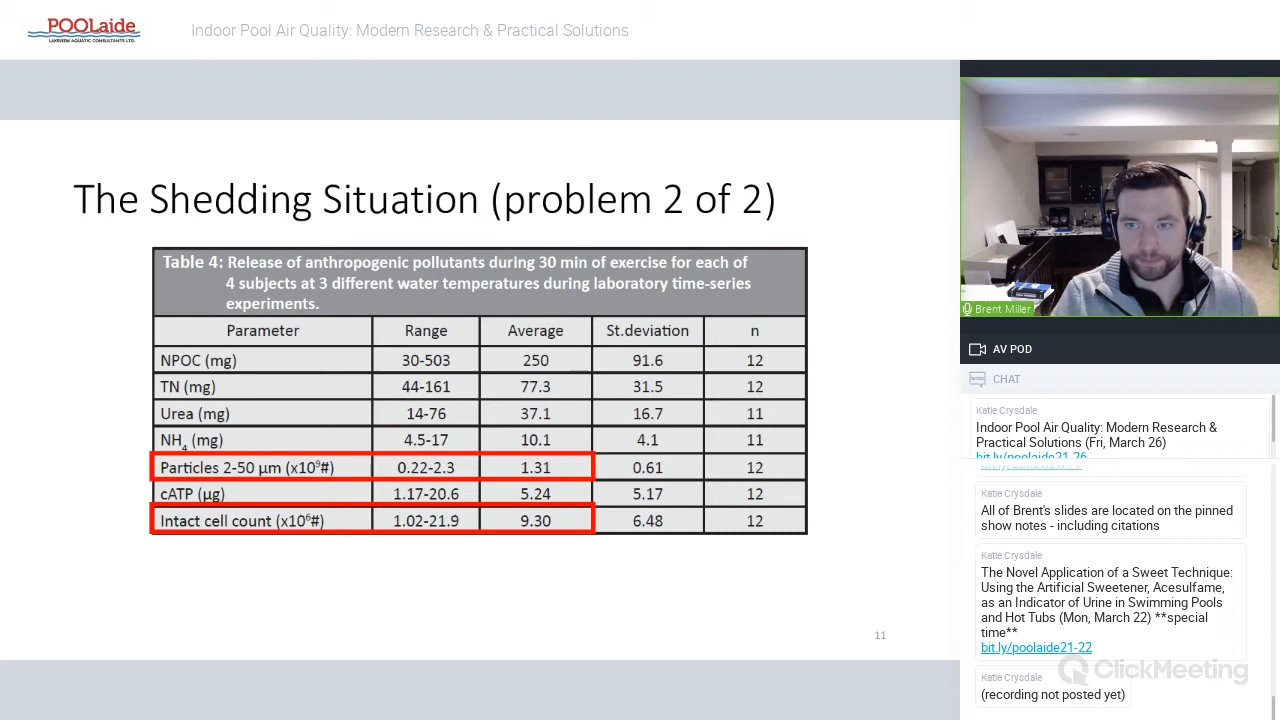 POOLaide
LAKEVIEW AQUATIC CONSULTANTS LTD.
Indoor Pool Air Quality: Modern Research & Practical Solutions
The Shedding Situation (problem 2 of 2)
Table 4: Release of anthropogenic pollutants during 30 min of exercise for each of
4 subjects at 3 different water temperatures during laboratory time-series
experiments.
Parameter Range Average St.deviation n
NPOC (mg) 30-503 250 91.6 12
TN (mg) 44-161 77.3 31.5 12
Urea (mg) 14-76 37.1 16.7 11
NH4 (mg) 4.5-17 10.1 4.1 11
Particles 2-50 µm (x10⁹#) 0.22-2.3 1.31 0.61 12
cATP (µg) 1.17-20.6 5.24 5.17 12
Intact cell count (x10⁶#) 1.02-21.9 9.30 6.48 12
11
Brent Miller
AV POD
CHAT
Katie Crysdale
Indoor Pool Air Quality: Modern Research &
Practical Solutions (Fri, March 26)
bit.ly/poolaide21-26
Katie Crysdale
All of Brent's slides are located on the pinned
show notes - including citations
Katie Crysdale
The Novel Application of a Sweet Technique:
Using the Artificial Sweetener, Acesulfame,
as an Indicator of Urine in Swimming Pools
and Hot Tubs (Mon, March 22) **special
time**
bit.ly/poolaide21-22
ClickMeeting
Katie Crysdale
(recording not posted yet)